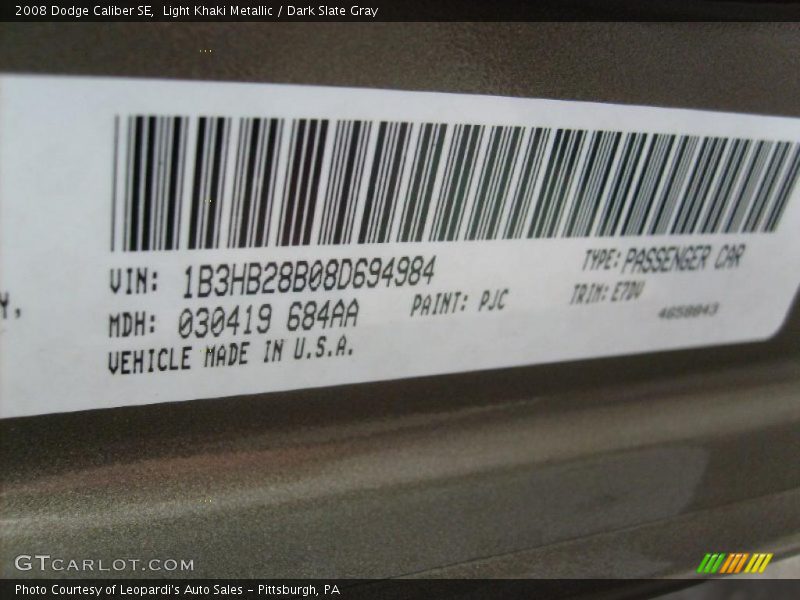 2008 Dodge Caliber SE,  Light Khaki Metallic / Dark Slate Gray
Y,
VIN: 1B3HB28B08D694984
TYPE: PASSENGER CAR
MDH: 030419 684AA
PAINT: PJC
TRIM: E7DV
4658043
VEHICLE MADE IN U.S.A.
GTCARLOT.COM
Photo Courtesy of Leopardi's Auto Sales - Pittsburgh, PA